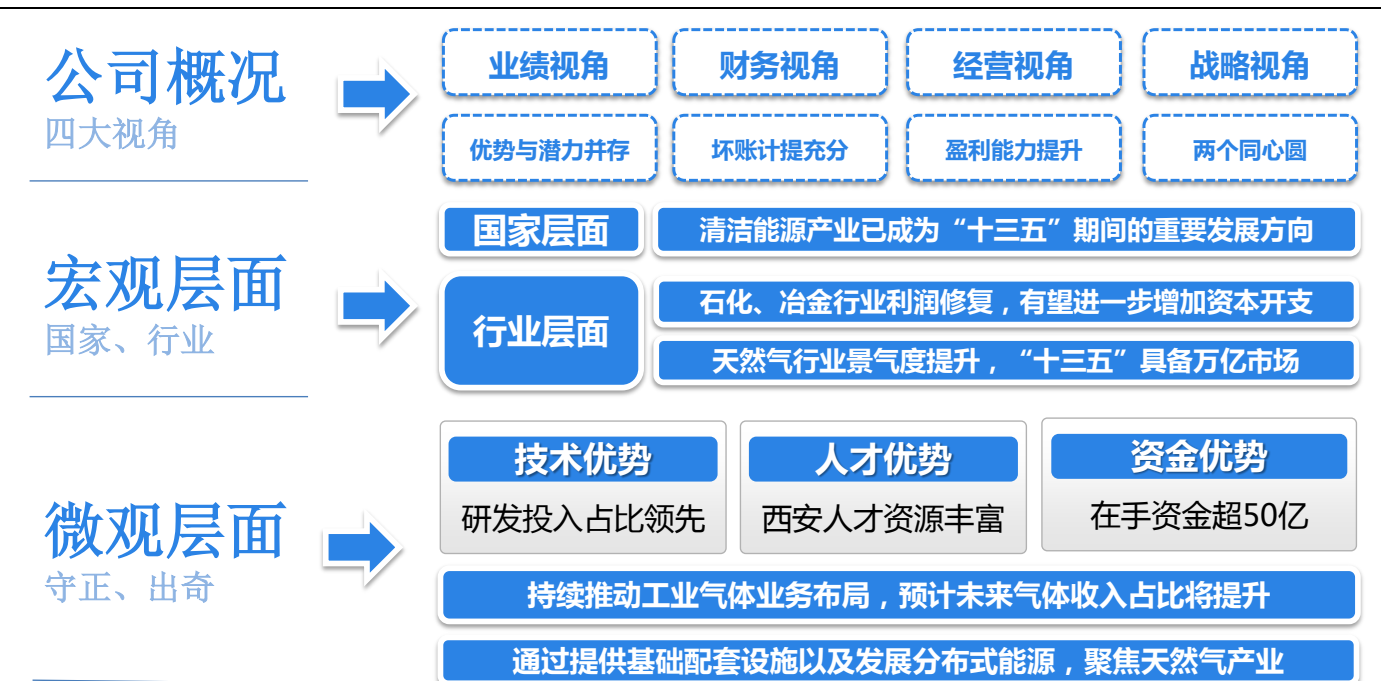 公司概况
四大视角
业绩视角
财务视角
经营视角
战略视角
优势与潜力并存
坏账计提充分
盈利能力提升
两个同心圆
宏观层面
国家、行业
国家层面
清洁能源产业已成为“十三五”期间的重要发展方向
行业层面
石化、冶金行业利润修复，有望进一步增加资本开支
天然气行业景气度提升，“十三五”具备万亿市场
微观层面
守正、出奇
技术优势
研发投入占比领先
人才优势
西安人才资源丰富
资金优势
在手资金超50亿
持续推动工业气体业务布局，预计未来气体收入占比将提升
通过提供基础配套设施以及发展分布式能源，聚焦天然气产业